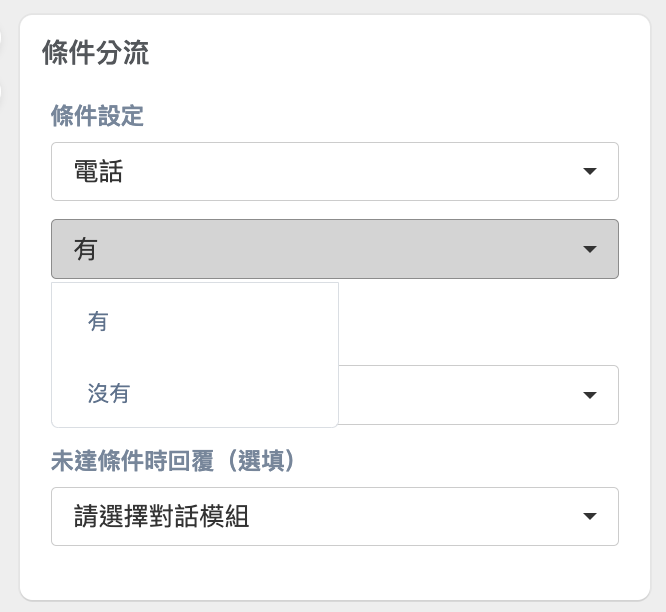 條件分流
條件設定
電話
有
有
沒有
未達條件時回覆（選填）
請選擇對話模組